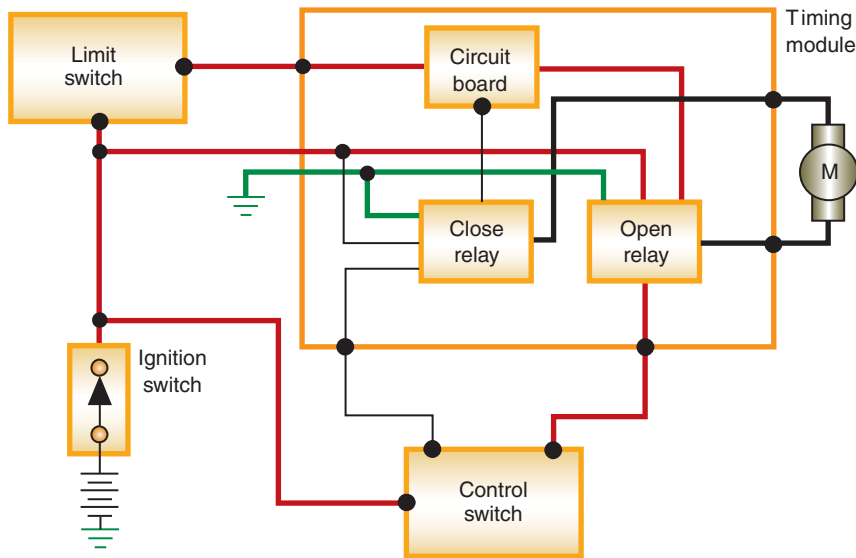 Limit
switch
Circuit
board
Timing
module
M
Close
relay
Open
relay
Ignition
switch
Control
switch